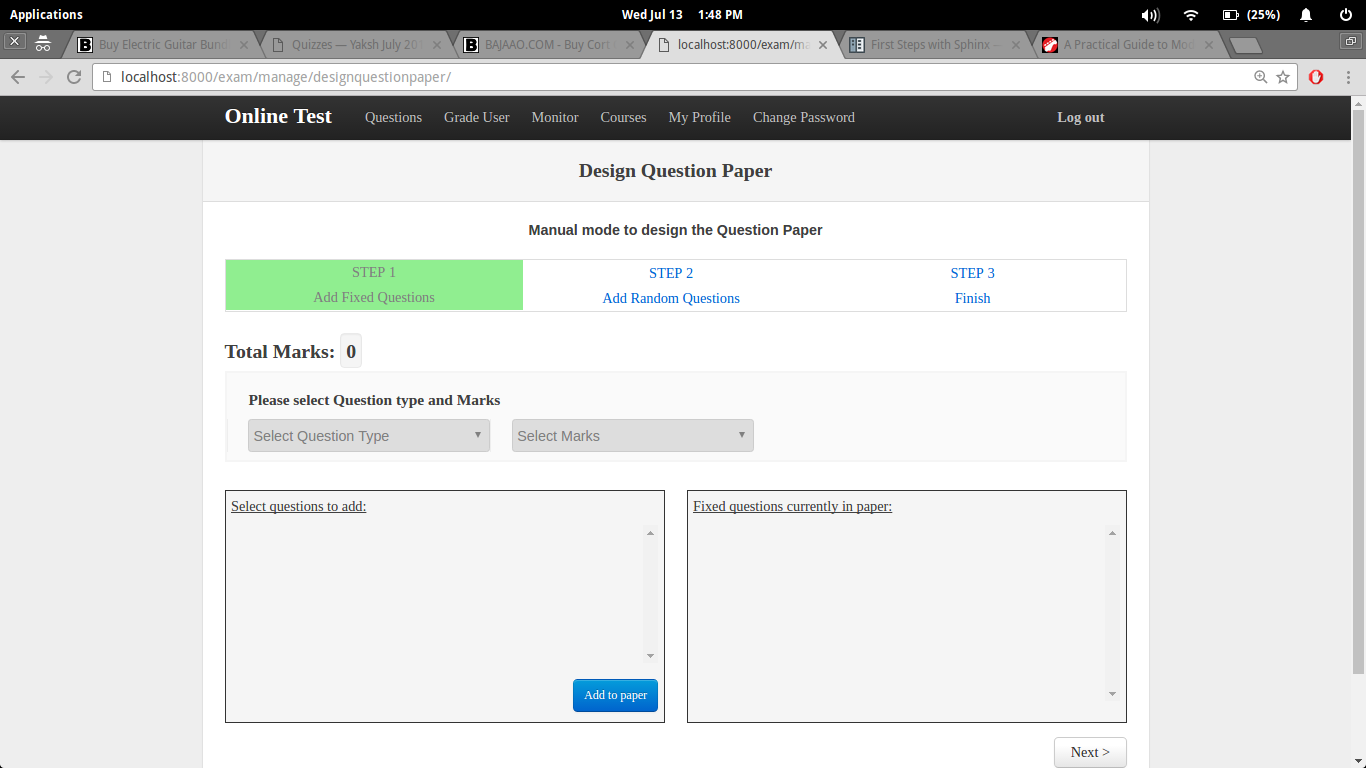 Applications Wed Jul 13 1:48 PM (25%)
Buy Electric Guitar Bund Quizzes — Yaksh July 20 BAJAAO.COM - Buy Cort localhost:8000/exam/ma First Steps with Sphinx — A Practical Guide to Mod
localhost:8000/exam/manage/designquestionpaper/
Online Test Questions Grade User Monitor Courses My Profile Change Password Log out
Design Question Paper
Manual mode to design the Question Paper
STEP 1 STEP 2 STEP 3
Add Fixed Questions Add Random Questions Finish
Total Marks: 0
Please select Question type and Marks
Select Question Type Select Marks
Select questions to add: Fixed questions currently in paper:
Add to paper
Next >